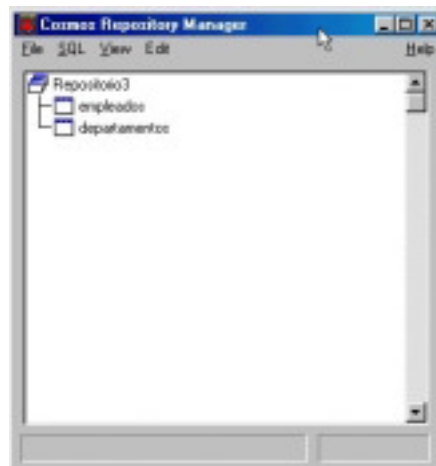 Cosmos Repository Manager
File SQL View Edit Help
Repositorio3
empleados
departamentos